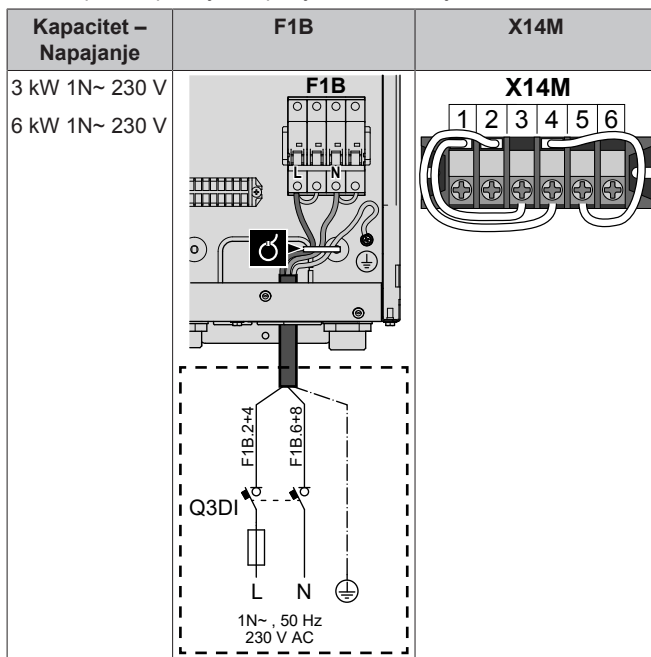 Kapacitet –
Napajanje
F1B
X14M
3 kW 1N~ 230 V
6 kW 1N~ 230 V
F1B
L N
X14M
1 2 3 4 5 6
F1B.2+4
F1B.6+8
Q3DI
L N
1N~ , 50 Hz
230 V AC